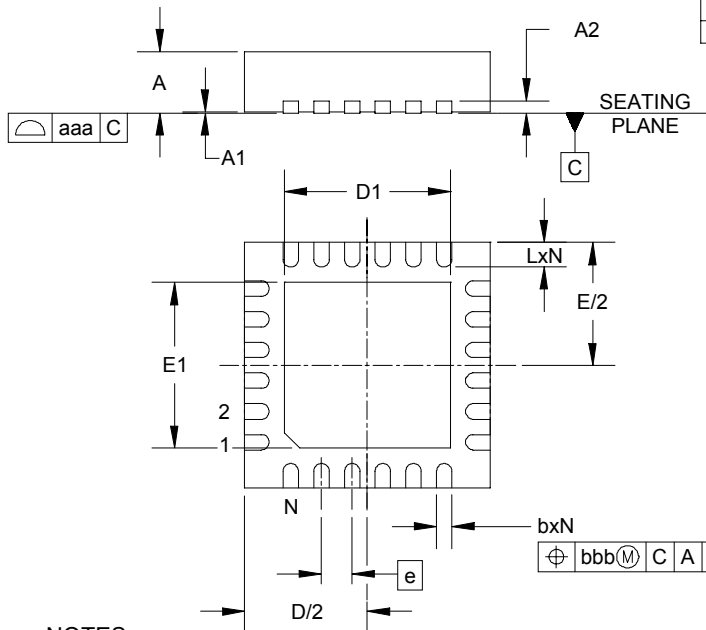 A2
A
SEATING
PLANE
aaa C
A1
C
D1
LxN
E/2
E1
2
1
N
bxN
bbb Ⓜ C A
e
D/2